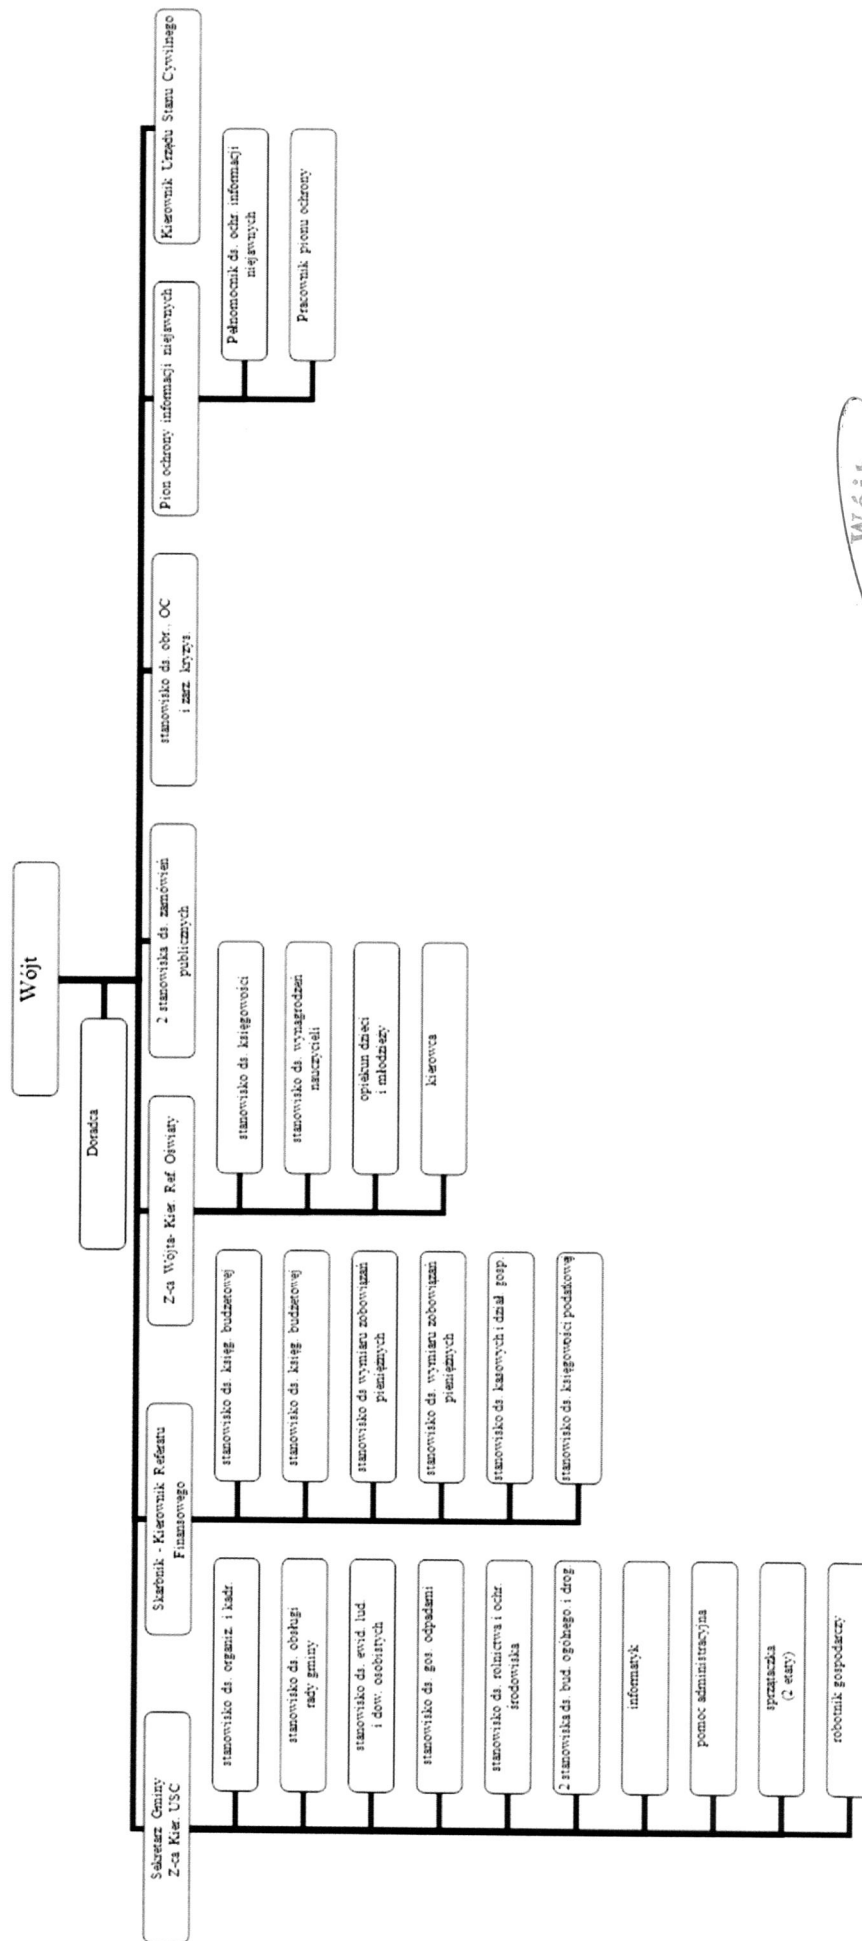 Wójt
Doradca
Sekretarz Gminy
Z-ca Kier. USC
stanowisko ds. organiz. i kadr.
stanowisko ds. obsługi
rady gminy
stanowisko ds. ewid. lud.
i dow. osobistych
stanowisko ds. gos. odpadami
stanowisko ds. rolnictwa i ochr.
środowiska
2 stanowiska ds. bud. ogólnego. i drog.
informatyk
pomoc administracyjna
sprzątaczka
(2 etaty)
robotnik gospodarczy
Skarbnik - Kierownik Referatu
Finansowego
stanowisko ds. księg. budżetowej
stanowisko ds. księg. budżetowej
stanowisko ds wymiaru zobowiązań
pieniężnych
stanowisko ds. wymiaru zobowiązań
pieniężnych
stanowisko ds. kasowych i dział gosp.
stanowisko ds. księgowości podatkowej
Z-ca Wójta- Kier. Ref. Oświaty
stanowisko ds. księgowości
stanowisko ds. wynagrodzeń
nauczycieli
opiekun dzieci
i młodzieży
kierowca
2 stanowiska ds. zamówień
publicznych
stanowisko ds. obr., OC
i zarz. kryzys.
Pion ochrony informacji niejawnych
Pełnomocnik ds. ochr. informacji
niejawnych
Pracownik pionu ochrony
Kierownik Urzędu Stanu Cywilnego
Wójt